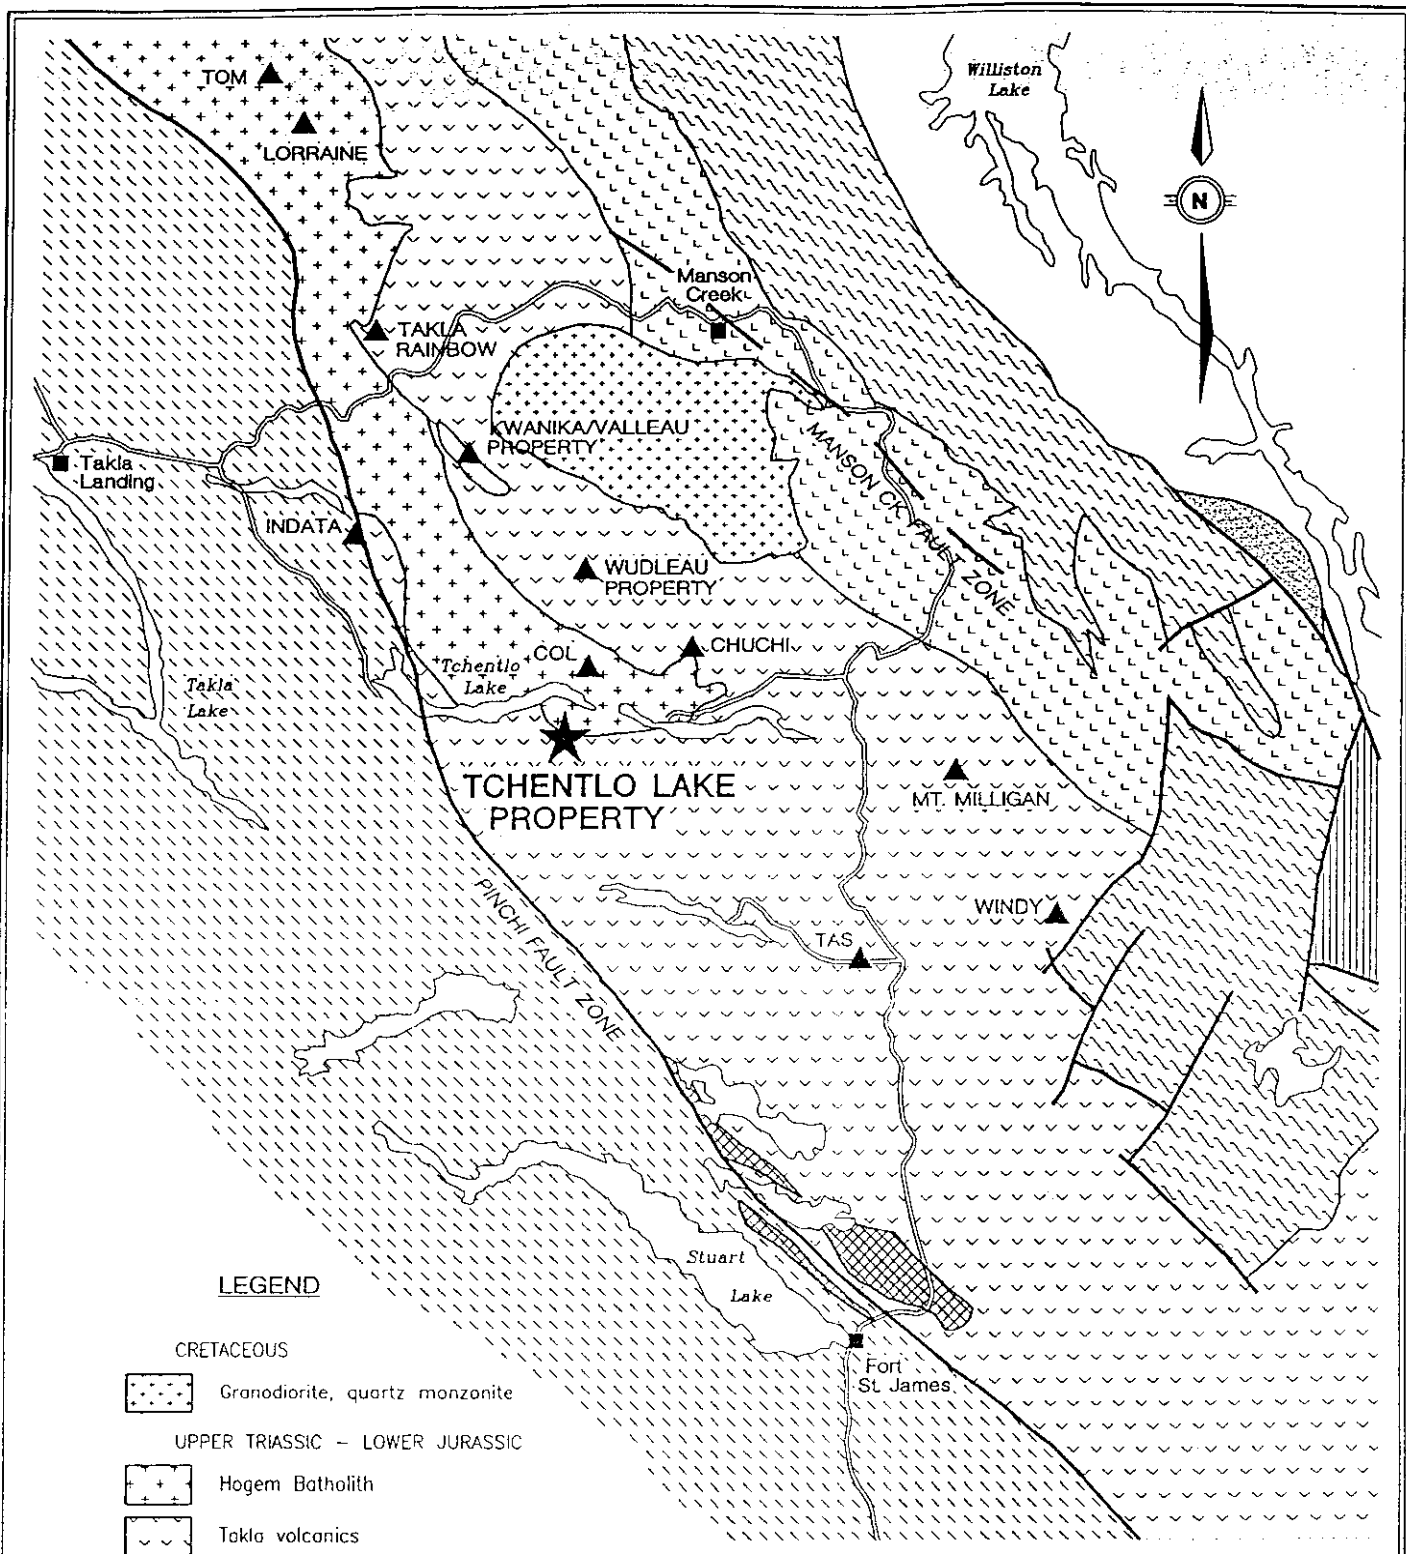 Williston
Lake
TOM
LORRAINE
N
Manson
Creek
TAKLA
RAINBOW
KWANIKA/VALLEAU
PROPERTY
MANSON CK. FAULT ZONE
Takla
Landing
INDATA
WUDLEAU
PROPERTY
COL
CHUCHI
Tchentlo
Lake
Takla
Lake
TCHENTLO LAKE
PROPERTY
MT. MILLIGAN
PINCHI FAULT ZONE
WINDY
TAS
Stuart
Lake
Fort
St. James
LEGEND
CRETACEOUS
Granodiorite, quartz monzonite
UPPER TRIASSIC – LOWER JURASSIC
Hogem Batholith
Takla volcanics